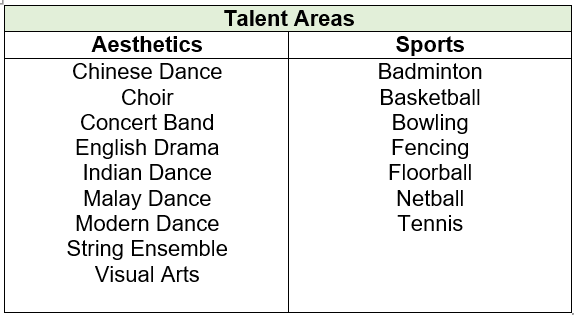 Talent Areas
Aesthetics
Sports
Chinese Dance
Choir
Concert Band
English Drama
Indian Dance
Malay Dance
Modern Dance
String Ensemble
Visual Arts
Badminton
Basketball
Bowling
Fencing
Floorball
Netball
Tennis